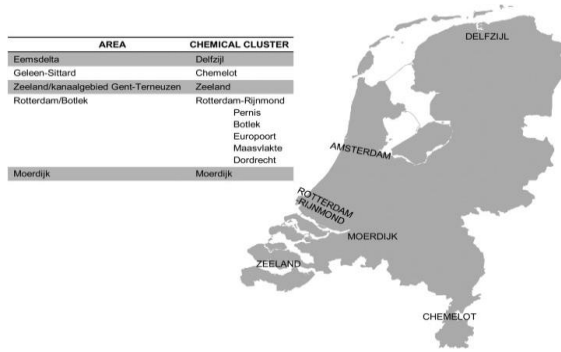 AREA CHEMICAL CLUSTER
Eemsdelta Delfzijl
Geleen-Sittard Chemelot
Zeeland/kanaalgebied Gent-Terneuzen Zeeland
Rotterdam/Botlek Rotterdam-Rijnmond
Pernis
Botlek
Europoort
Maasvlakte
Dordrecht
Moerdijk Moerdijk
DELFZIJL
AMSTERDAM
ROTTERDAM
-RIJNMOND
MOERDIJK
ZEELAND
CHEMELOT